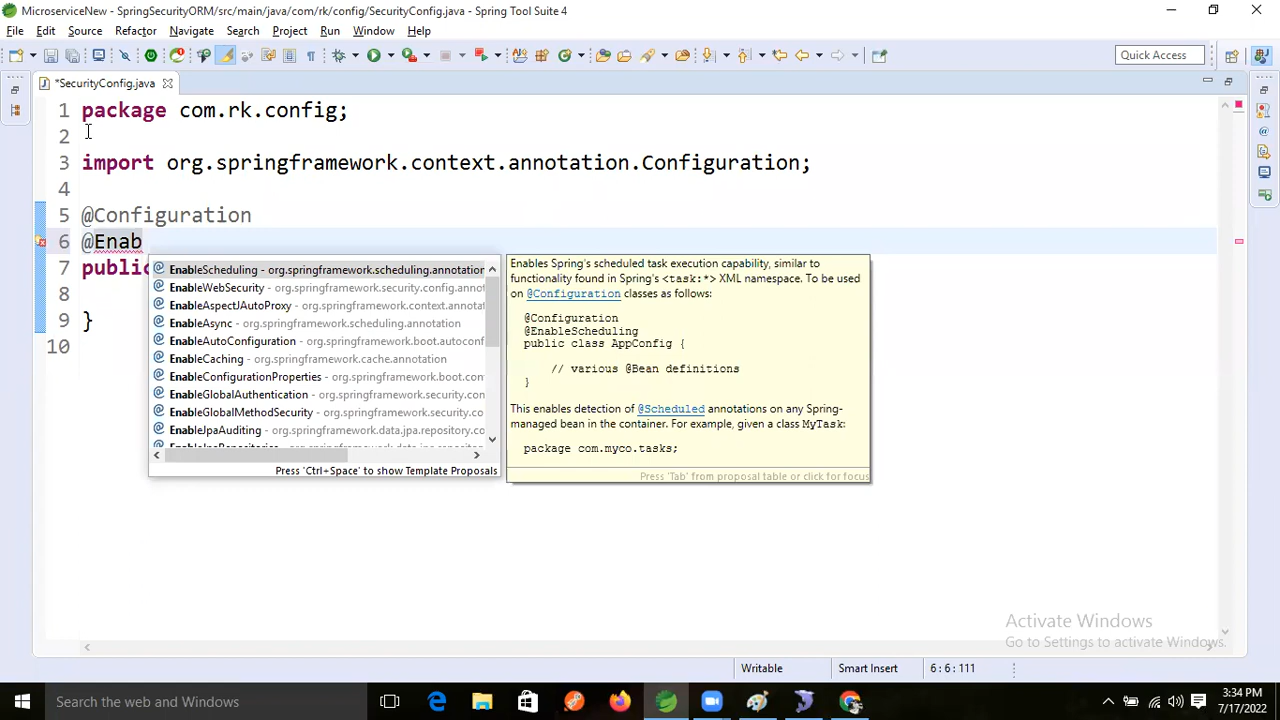 MicroserviceNew - SpringSecurityORM/src/main/java/com/rk/config/SecurityConfig.java - Spring Tool Suite 4
File Edit Source Refactor Navigate Search Project Run Window Help
Quick Access
*SecurityConfig.java
1 package com.rk.config;
2
3 import org.springframework.context.annotation.Configuration;
4
5 @Configuration
6 @Enab
7 public
8
9 }
10
EnableScheduling - org.springframework.scheduling.annotation
EnableWebSecurity - org.springframework.security.config.annot
EnableAspectJAutoProxy - org.springframework.context.annotat
EnableAsync - org.springframework.scheduling.annotation
EnableAutoConfiguration - org.springframework.boot.autoconf
EnableCaching - org.springframework.cache.annotation
EnableConfigurationProperties - org.springframework.boot.con
EnableGlobalAuthentication - org.springframework.security.con
EnableGlobalMethodSecurity - org.springframework.security.co
EnableJpaAuditing - org.springframework.data.jpa.repository.co
Press 'Ctrl+Space' to show Template Proposals
Enables Spring's scheduled task execution capability, similar to
functionality found in Spring's <task:*> XML namespace. To be used
on @Configuration classes as follows:
@Configuration
@EnableScheduling
public class AppConfig {
// various @Bean definitions
}
This enables detection of @Scheduled annotations on any Spring-
managed bean in the container. For example, given a class MyTask:
package com.myco.tasks;
Press 'Tab' from proposal table or click for focus
Activate Windows
Go to Settings to activate Windows.
Writable Smart Insert 6 : 6 : 111
Search the web and Windows
3:34 PM
7/17/2022